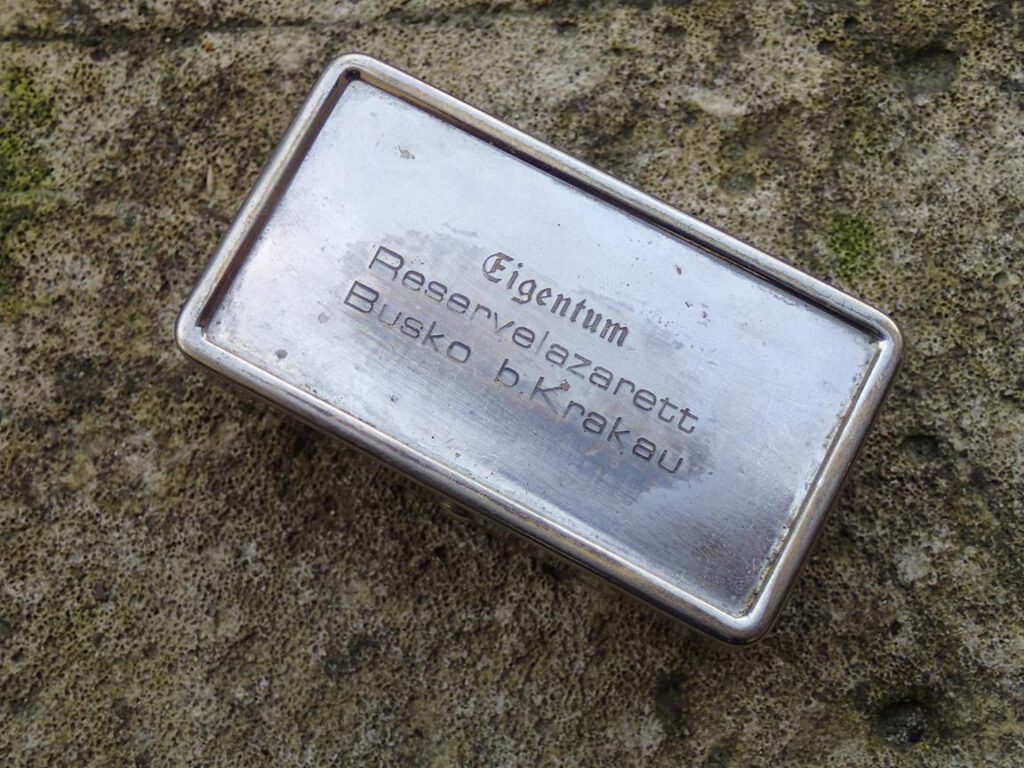 Eigentum
Reservelazarett
Busko b.Krakau